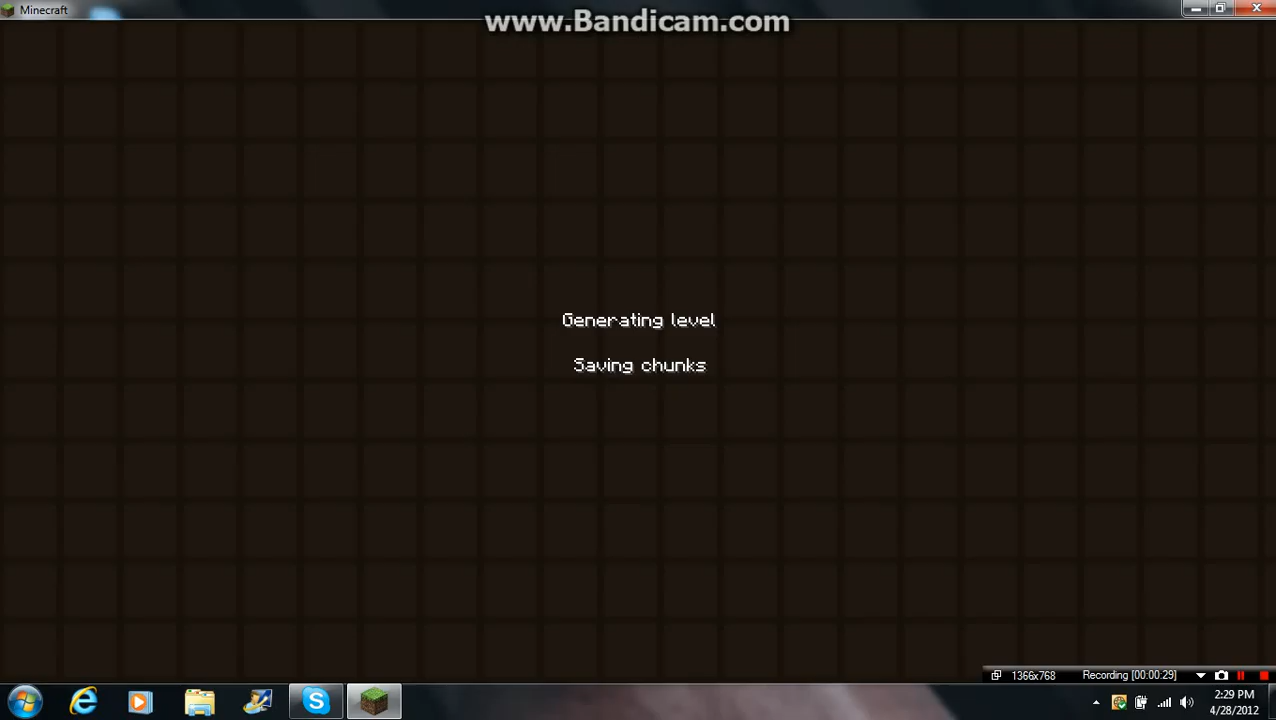 Minecraft
www.Bandicam.com
Generating level
Saving chunks
1366x768
Recording [00:00:29]
2:29 PM
4/28/2012